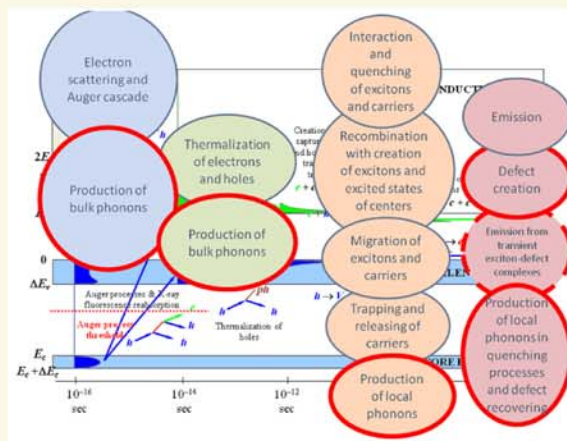 Electron
scattering and
Auger cascade
Production of
bulk phonons
Thermalization
of electrons
and holes
Production of
bulk phonons
Interaction
and
quenching
of excitons
and carriers
Recombination
with creation
of excitons and
excited states
of centers
Migration of
excitons and
carriers
Trapping and
releasing of
carriers
Production of
local
phonons
Emission
Defect
creation
Emission from
transient
exciton-defect
complexes
Production of
local
phonons in
quenching
processes and
defect
recovering
h
0
ΔE
Auger processes & X-ray
fluorescence reabsorption
Auger process
threshold
e
h
h
h
ph
h
h
Thermalization of
holes
E
E + ΔE
10⁻¹⁶
sec
10⁻¹⁴
sec
10⁻¹²
sec